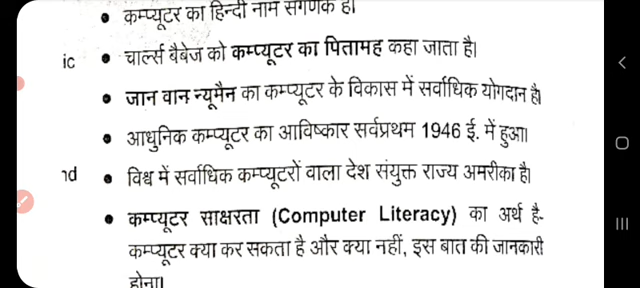 कम्प्यूटर का हिन्दी नाम संगणक है।
ic • चार्ल्स बैबेज को कम्प्यूटर का पितामह कहा जाता है।
• जान वान न्यूमैन का कम्प्यूटर के विकास में सर्वाधिक योगदान है।
• आधुनिक कम्प्यूटर का आविष्कार सर्वप्रथम 1946 ई. में हुआ।
nd • विश्व में सर्वाधिक कम्प्यूटरों वाला देश संयुक्त राज्य अमरीका है।
• कम्प्यूटर साक्षरता (Computer Literacy) का अर्थ है-
कम्प्यूटर क्या कर सकता है और क्या नहीं, इस बात की जानकारी
होना।